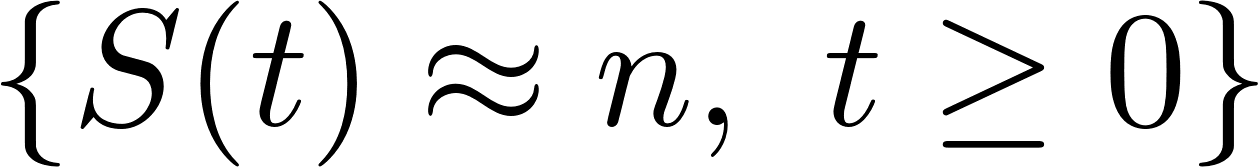 {S(t) ≈ n, t ≥ 0}